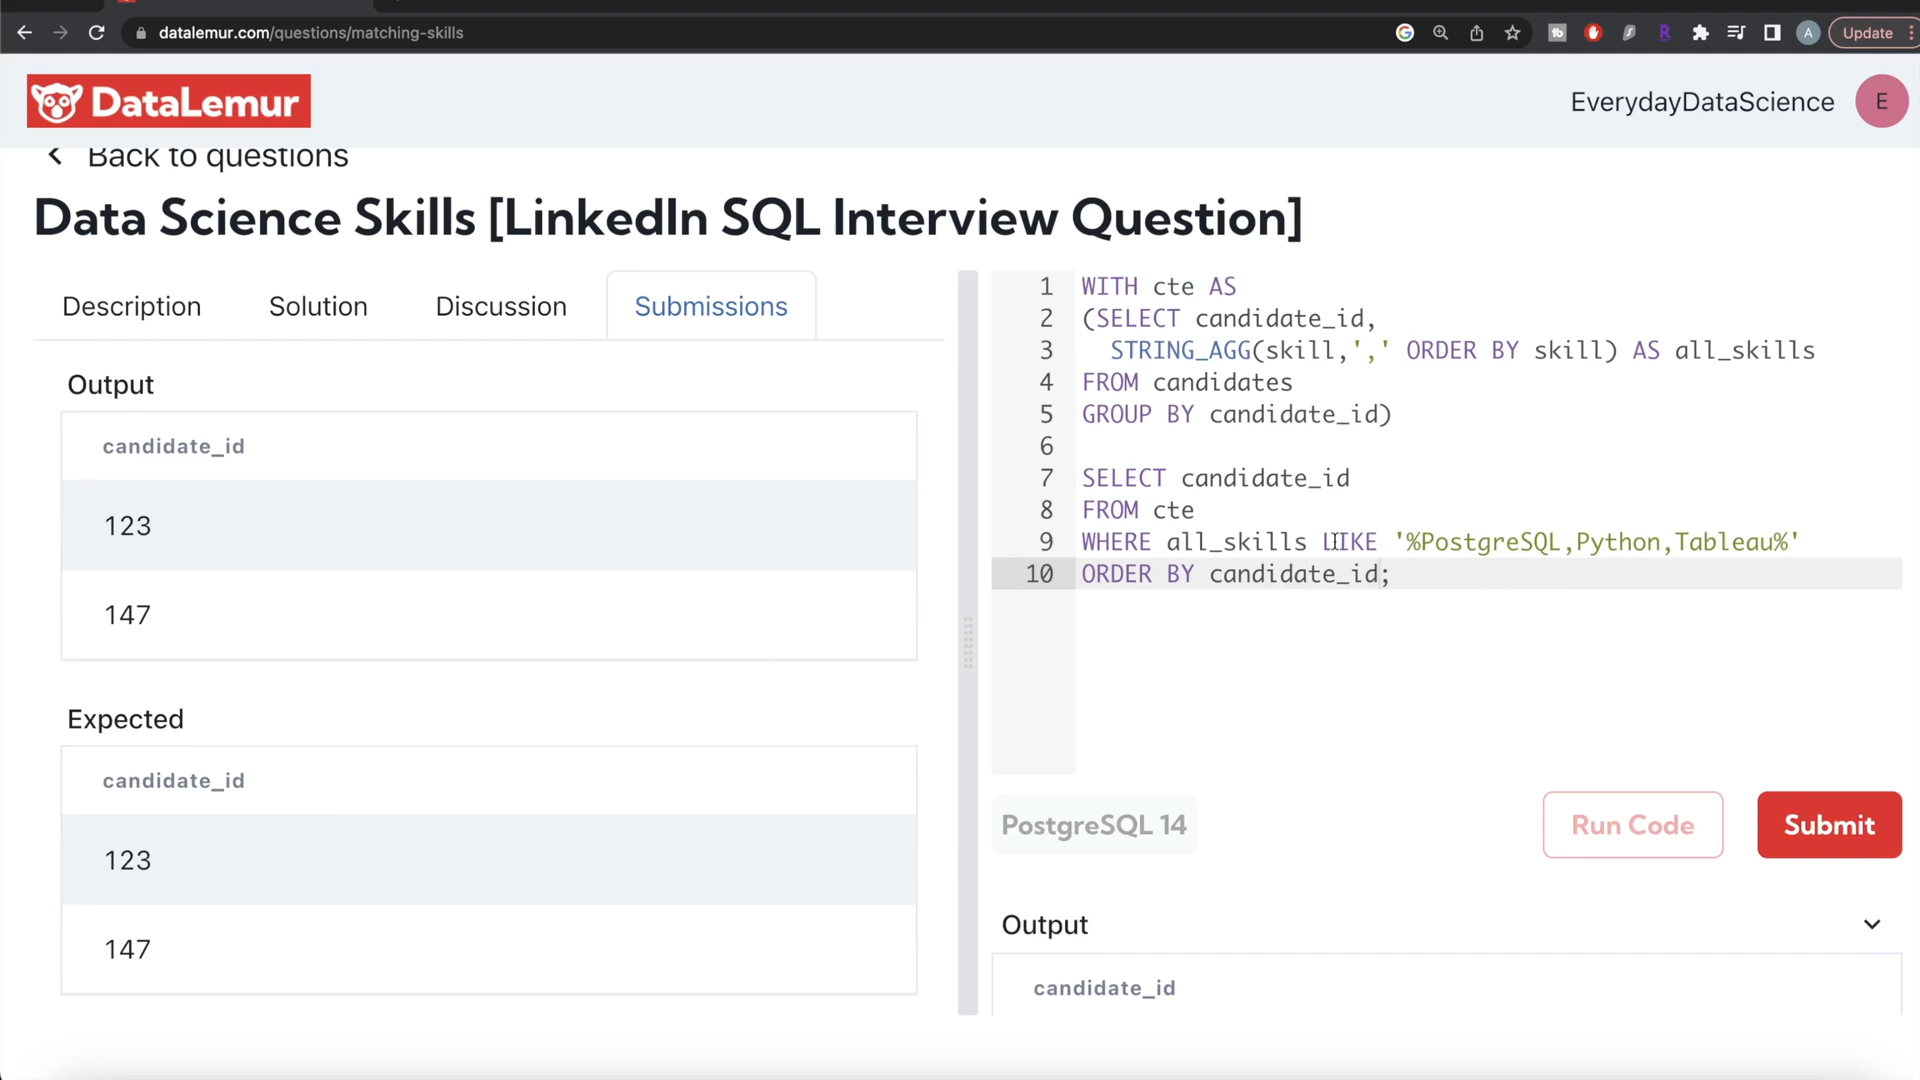 datalemur.com/questions/matching-skills
Update
DataLemur
EverydayDataScience
E
Back to questions
Data Science Skills [LinkedIn SQL Interview Question]
Description
Solution
Discussion
Submissions
Output
candidate_id
123
147
Expected
candidate_id
123
147
1 WITH cte AS
2 (SELECT candidate_id,
3 STRING_AGG(skill,',' ORDER BY skill) AS all_skills
4 FROM candidates
5 GROUP BY candidate_id)
6
7 SELECT candidate_id
8 FROM cte
9 WHERE all_skills LIKE '%PostgreSQL,Python,Tableau%'
10 ORDER BY candidate_id;
PostgreSQL 14
Run Code
Submit
Output
candidate_id